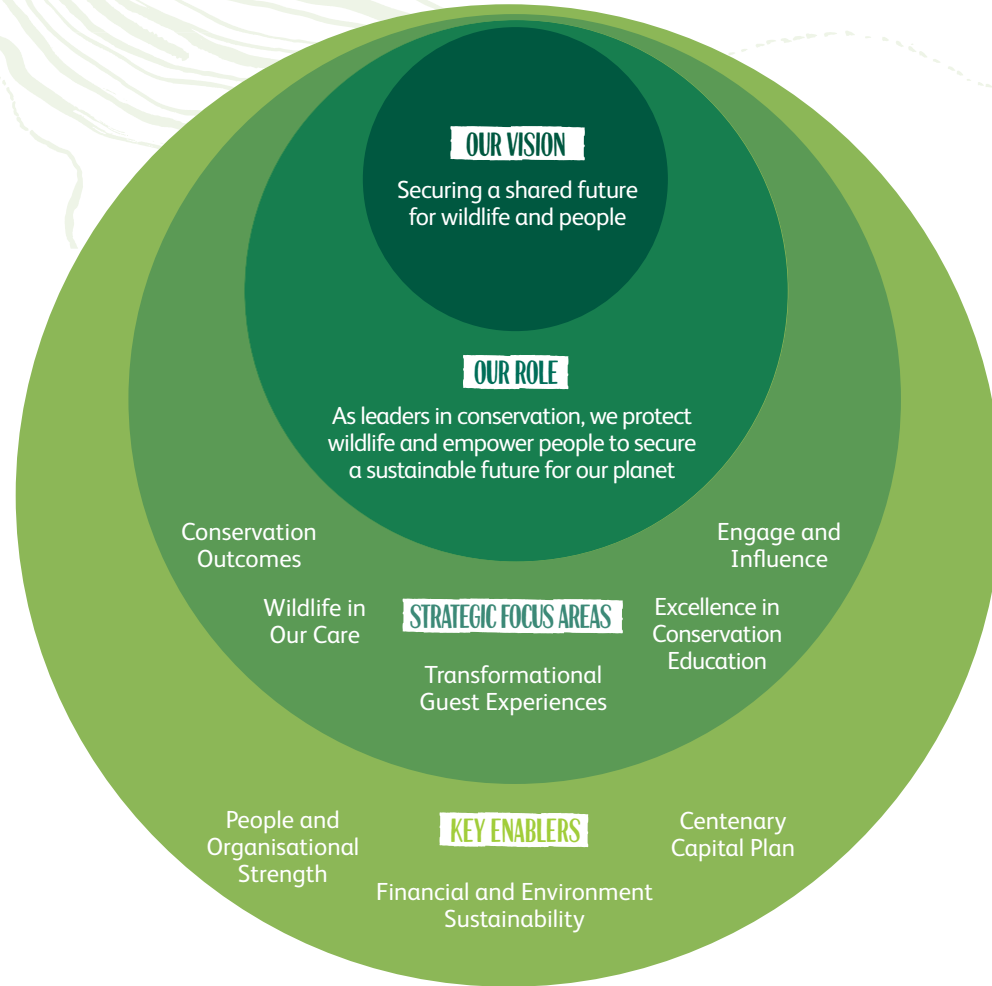 OUR VISION
Securing a shared future
for wildlife and people
OUR ROLE
As leaders in conservation, we protect
wildlife and empower people to secure
a sustainable future for our planet
Conservation
Outcomes
Engage and
Influence
Wildlife in
Our Care
STRATEGIC FOCUS AREAS
Excellence in
Conservation
Education
Transformational
Guest Experiences
People and
Organisational
Strength
KEY ENABLERS
Centenary
Capital Plan
Financial and Environment
Sustainability